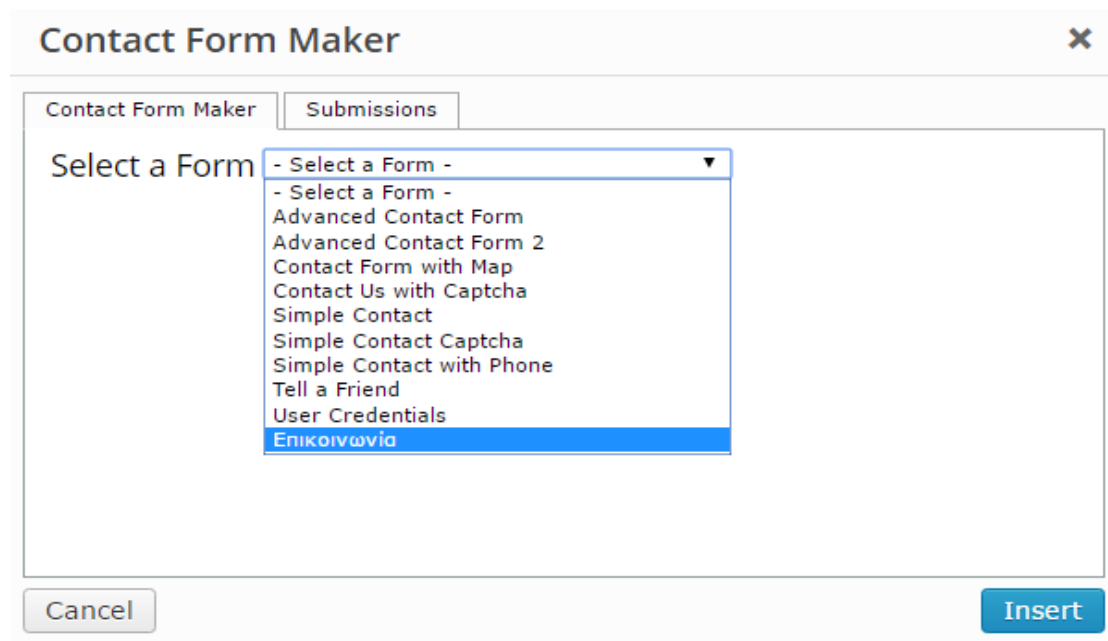 Contact Form Maker
Contact Form Maker Submissions
Select a Form - Select a Form -
- Select a Form -
Advanced Contact Form
Advanced Contact Form 2
Contact Form with Map
Contact Us with Captcha
Simple Contact
Simple Contact Captcha
Simple Contact with Phone
Tell a Friend
User Credentials
Επικοινωνία
Cancel Insert